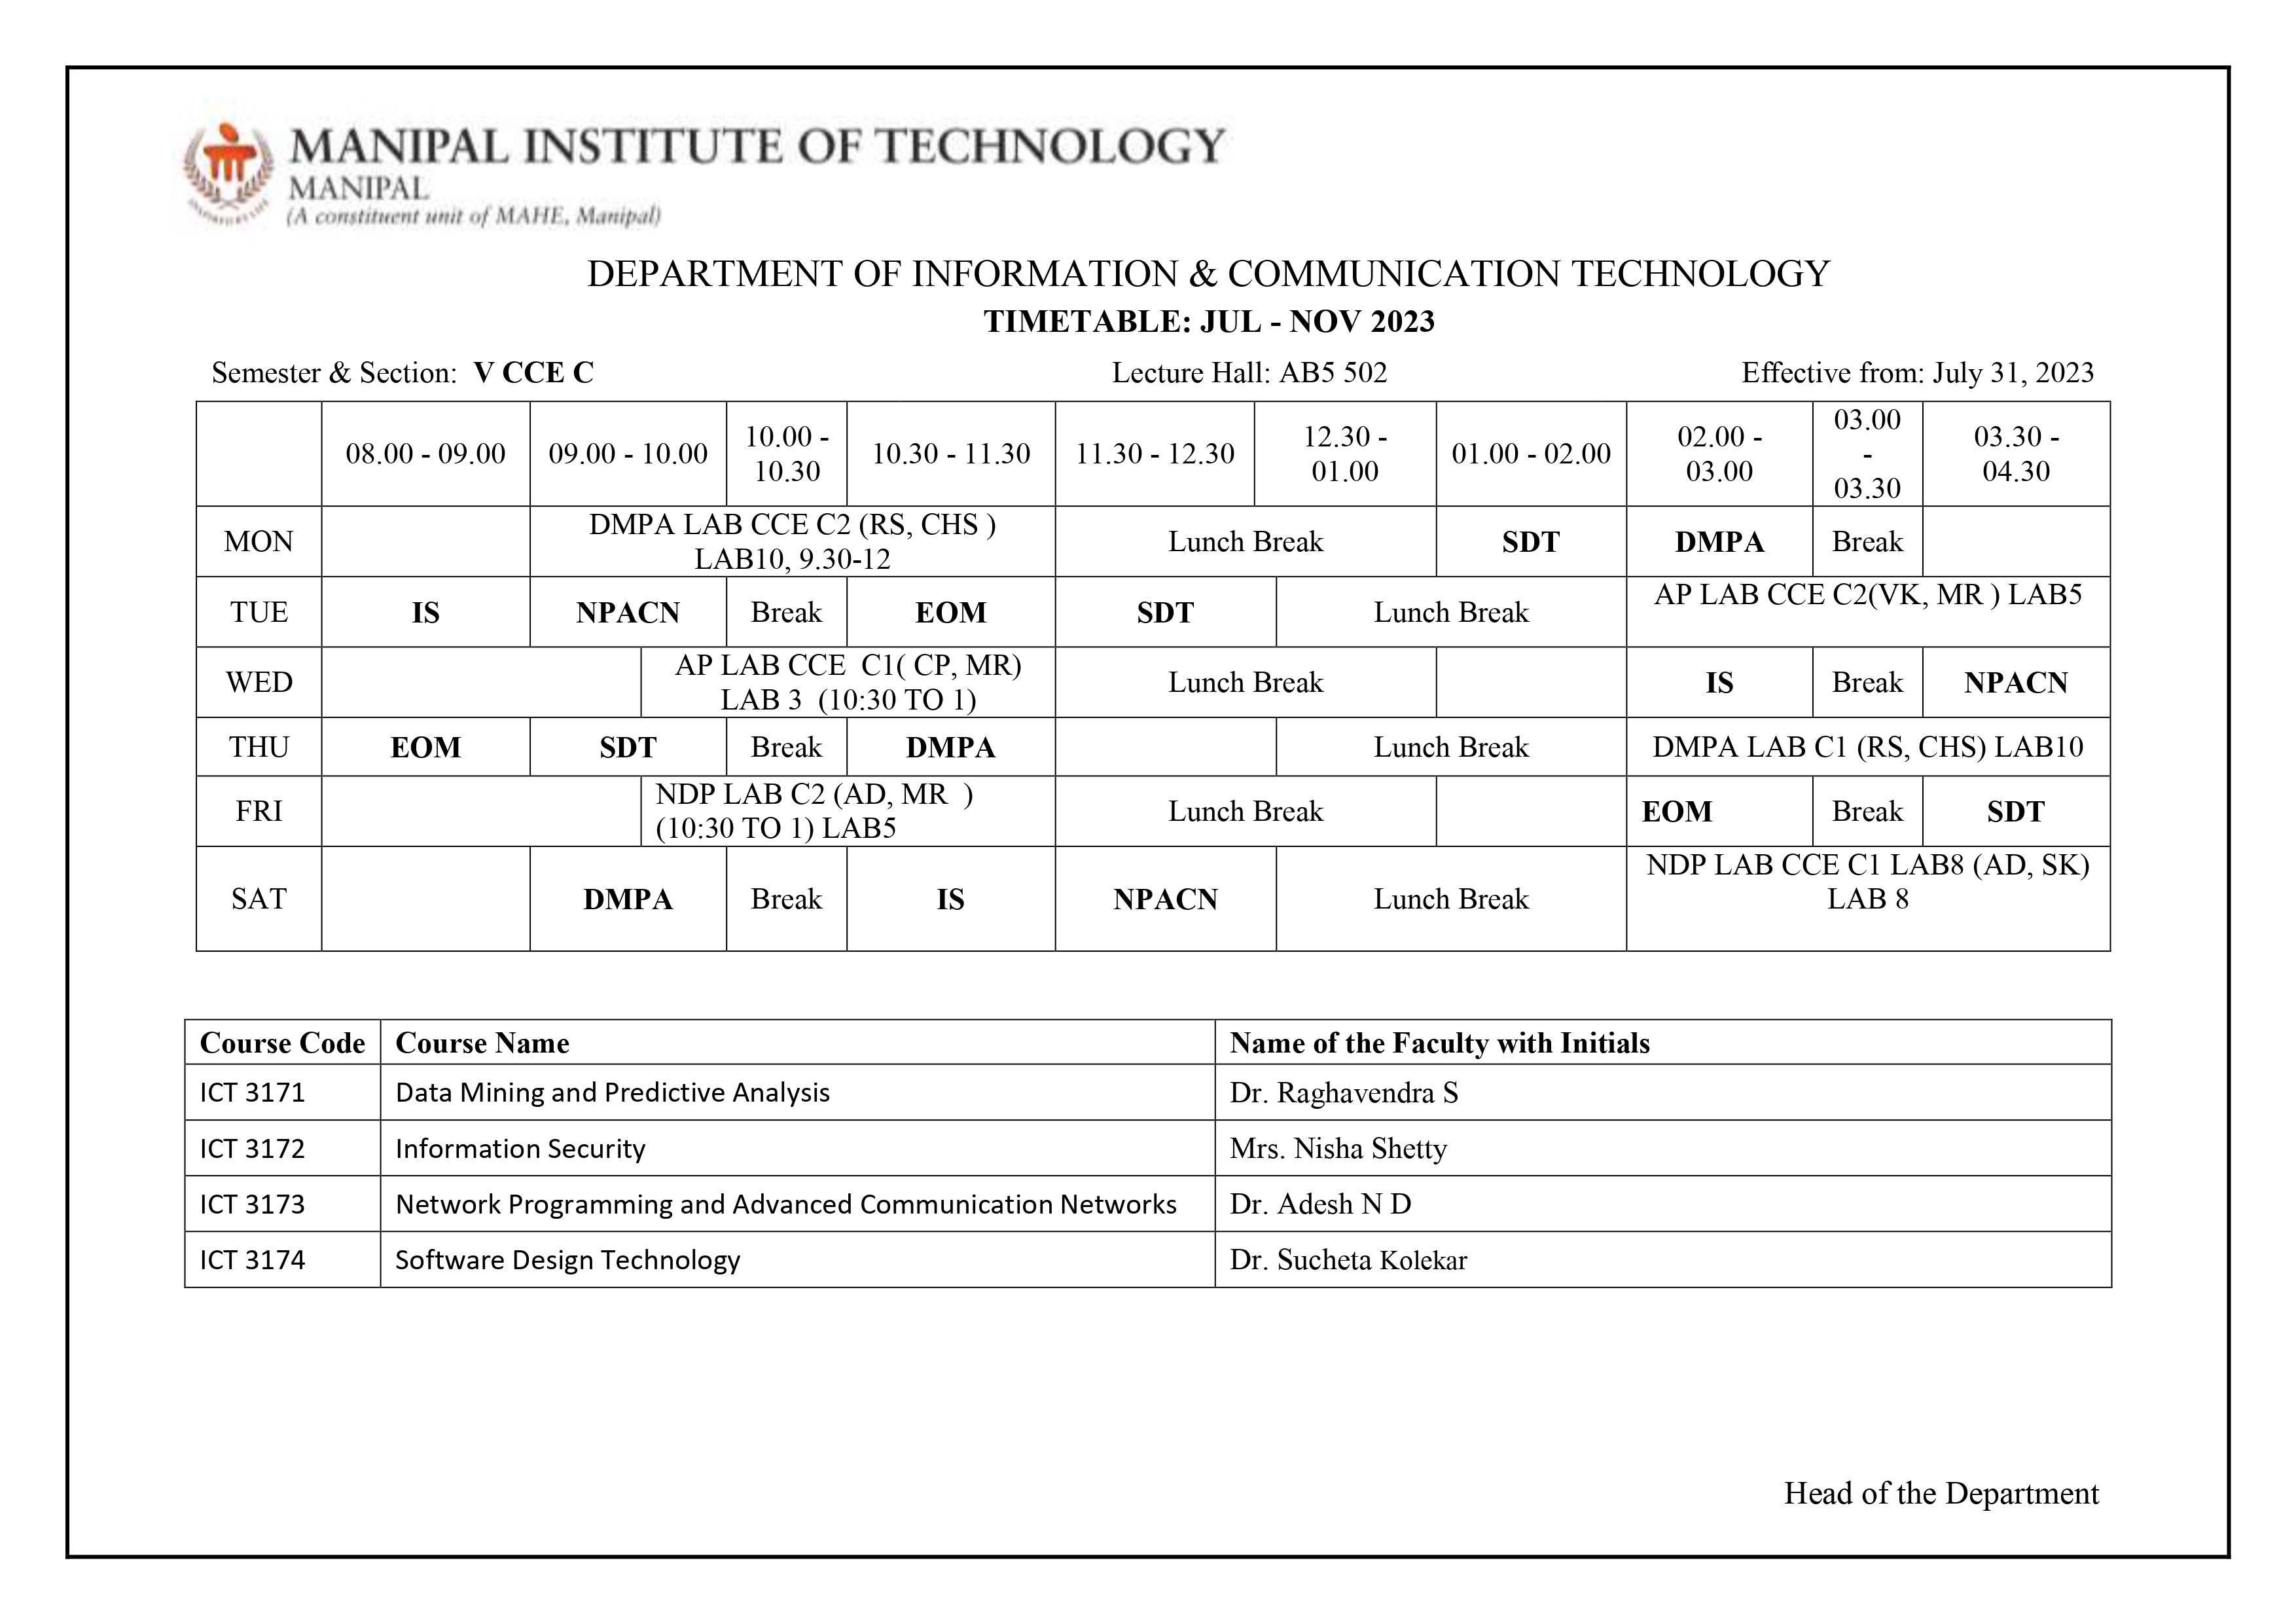 MANIPAL INSTITUTE OF TECHNOLOGY
MANIPAL
(A constituent unit of MAHE, Manipal)
DEPARTMENT OF INFORMATION & COMMUNICATION TECHNOLOGY
TIMETABLE: JUL - NOV 2023
Semester & Section: V CCE C Lecture Hall: AB5 502 Effective from: July 31, 2023
08.00 - 09.00 09.00 - 10.00 10.00 - 10.30 10.30 - 11.30 11.30 - 12.30 12.30 - 01.00 01.00 - 02.00 02.00 - 03.00 03.00 - 03.30 03.30 - 04.30
MON DMPA LAB CCE C2 (RS, CHS ) LAB10, 9.30-12 Lunch Break SDT DMPA Break
TUE IS NPACN Break EOM SDT Lunch Break AP LAB CCE C2(VK, MR ) LAB5
WED AP LAB CCE C1( CP, MR) LAB 3 (10:30 TO 1) Lunch Break IS Break NPACN
THU EOM SDT Break DMPA Lunch Break DMPA LAB C1 (RS, CHS) LAB10
FRI NDP LAB C2 (AD, MR ) (10:30 TO 1) LAB5 Lunch Break EOM Break SDT
SAT DMPA Break IS NPACN Lunch Break NDP LAB CCE C1 LAB8 (AD, SK) LAB 8
Course Code Course Name Name of the Faculty with Initials
ICT 3171 Data Mining and Predictive Analysis Dr. Raghavendra S
ICT 3172 Information Security Mrs. Nisha Shetty
ICT 3173 Network Programming and Advanced Communication Networks Dr. Adesh N D
ICT 3174 Software Design Technology Dr. Sucheta Kolekar
Head of the Department